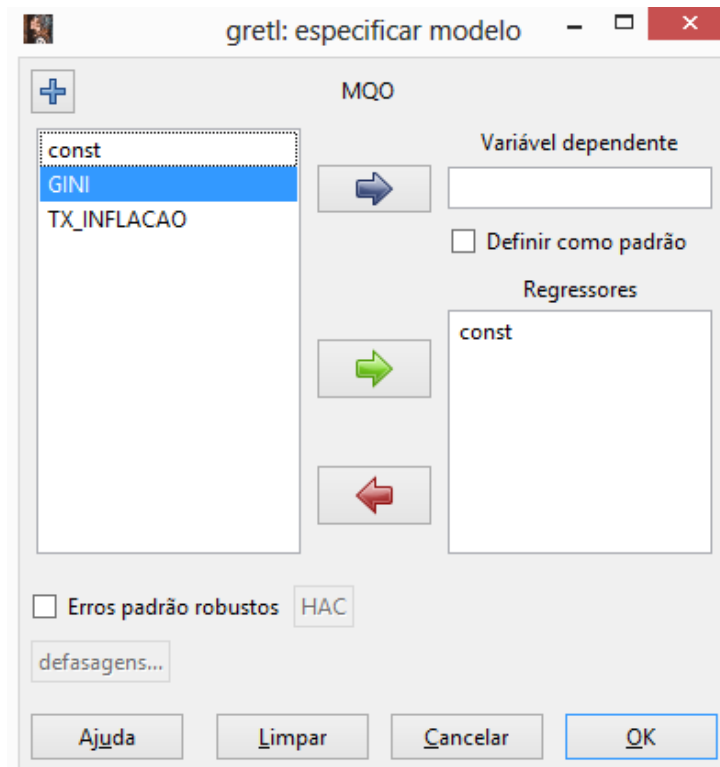 gretl: especificar modelo
MQO
const
GINI
TX_INFLACAO
Variável dependente
Definir como padrão
Regressores
const
Erros padrão robustos
HAC
defasagens...
Ajuda
Limpar
Cancelar
OK